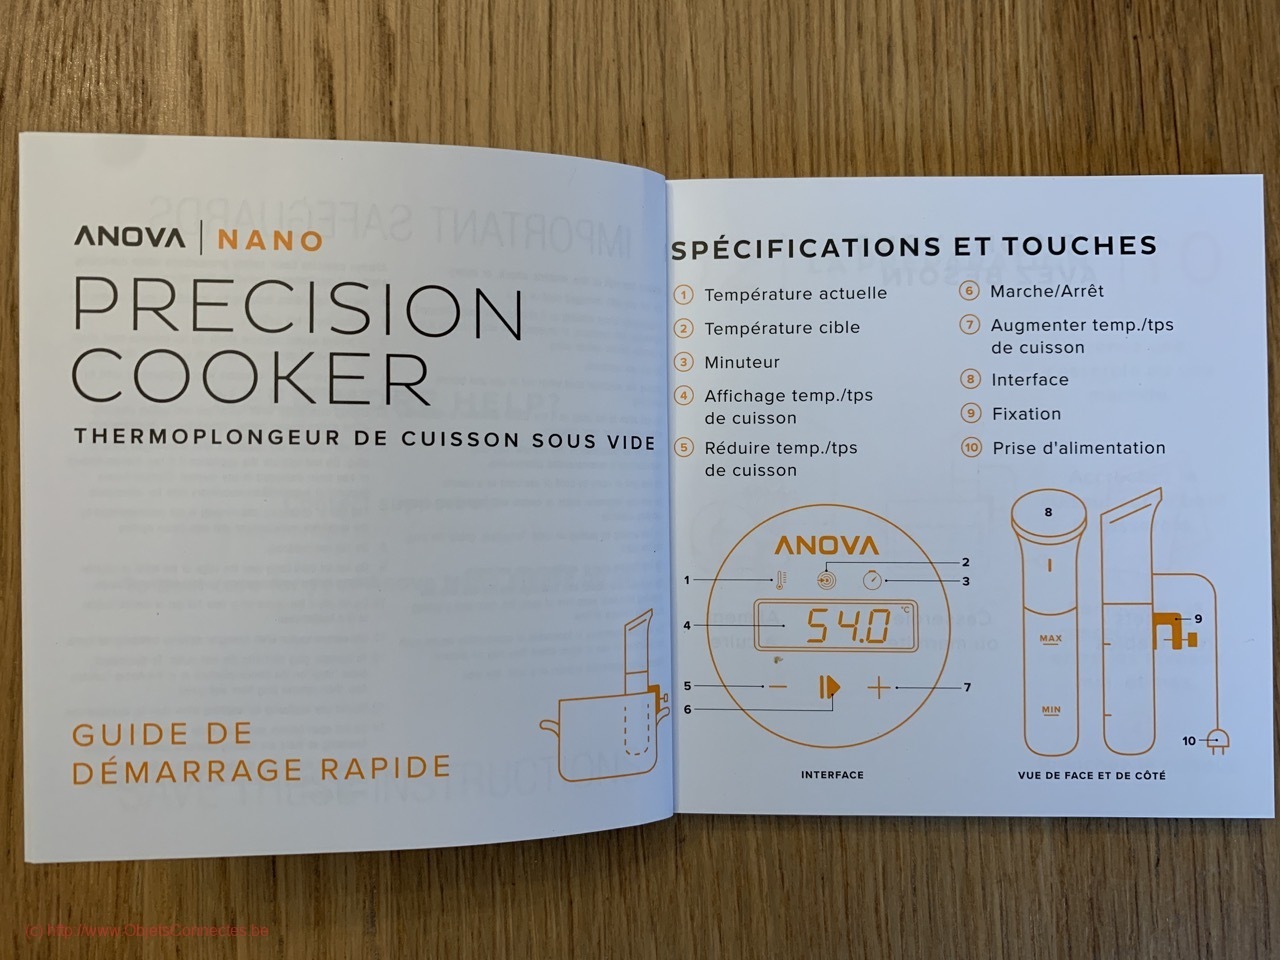 ANOVA | NANO
PRECISION
COOKER
THERMOPLONGEUR DE CUISSON SOUS VIDE
GUIDE DE
DÉMARRAGE RAPIDE
SPÉCIFICATIONS ET TOUCHES
1 Température actuelle
2 Température cible
3 Minuteur
4 Affichage temp./tps
de cuisson
5 Réduire temp./tps
de cuisson
6 Marche/Arrêt
7 Augmenter temp./tps
de cuisson
8 Interface
9 Fixation
10 Prise d'alimentation
ANOVA
1
2
3
4
54.0 °C
5
6
7
INTERFACE
8
MAX
MIN
9
10
VUE DE FACE ET DE CÔTÉ
(c) http://www.ObjetsConnectes.be